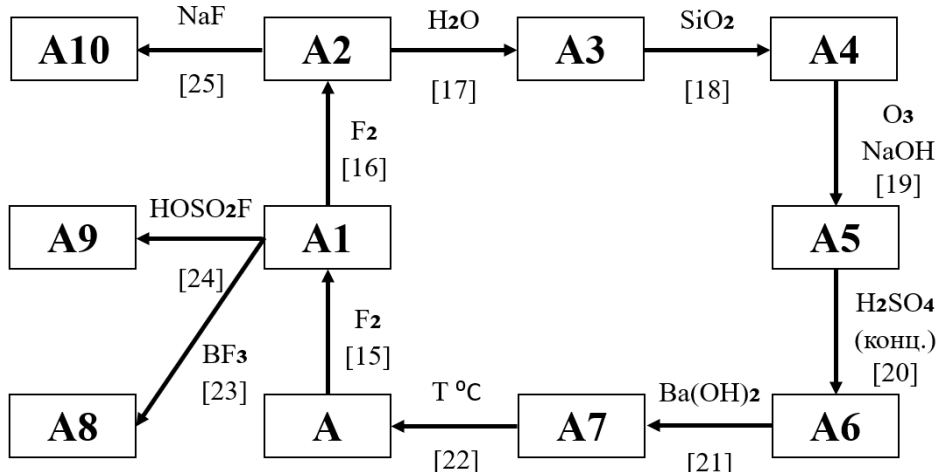 NaF
H2O
SiO2
A10
A2
A3
A4
[25]
[17]
[18]
F2
[16]
O3
NaOH
[19]
HOSO2F
A9
A1
A5
[24]
F2
[15]
H2SO4
(конц.)
[20]
BF3
[23]
T °C
Ba(OH)2
A8
A
A7
A6
[22]
[21]